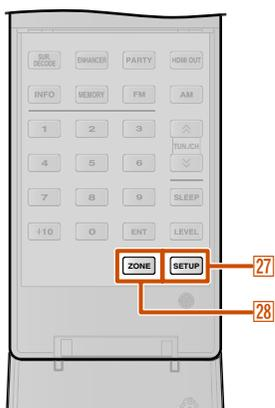 SUR. DECODE ENHANCER PARTY HDMI OUT
INFO MEMORY FM AM
1 2 3
TUN./CH
4 5 6
7 8 9 SLEEP
+10 0 ENT LEVEL
ZONE SETUP
27
28